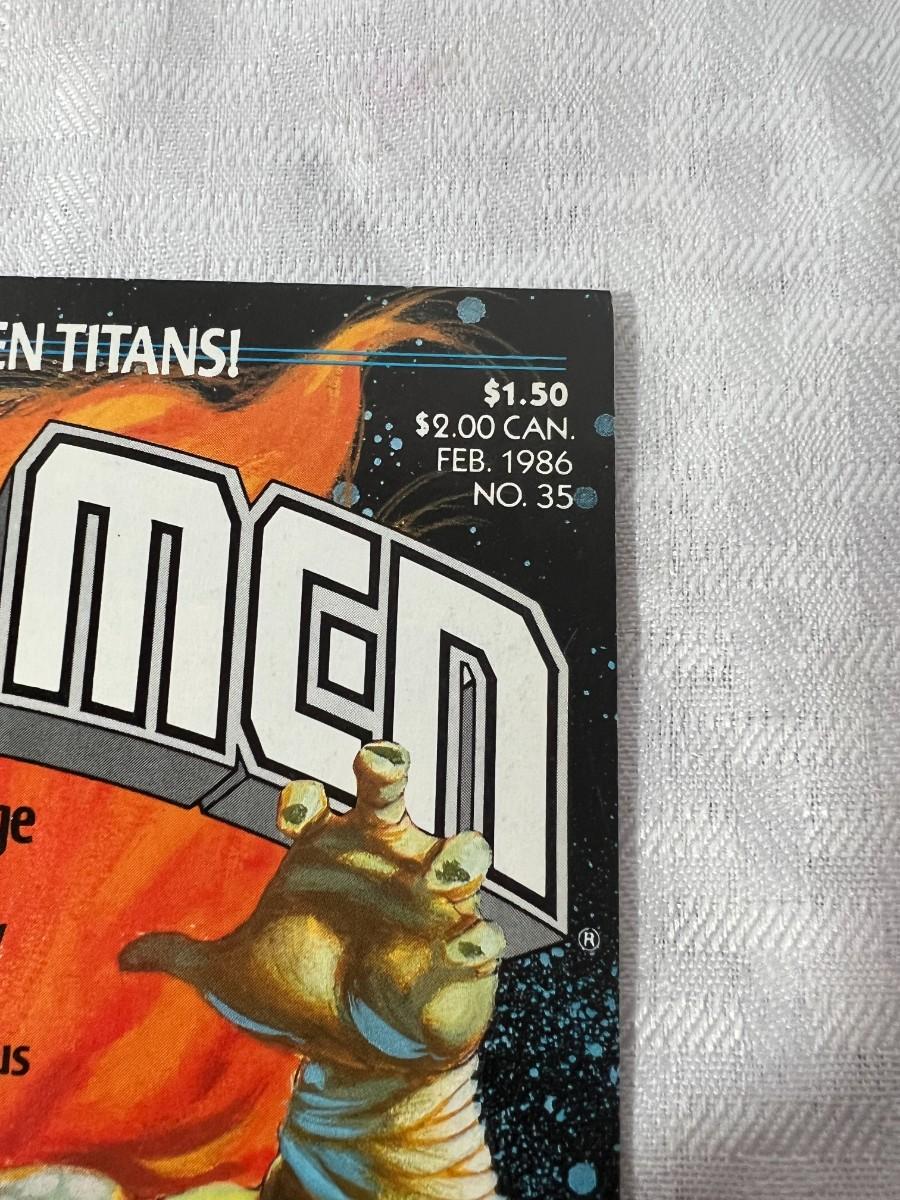 EN TITANS!
$1.50
$2.00 CAN.
FEB. 1986
NO. 35
MEN
®
ge
us